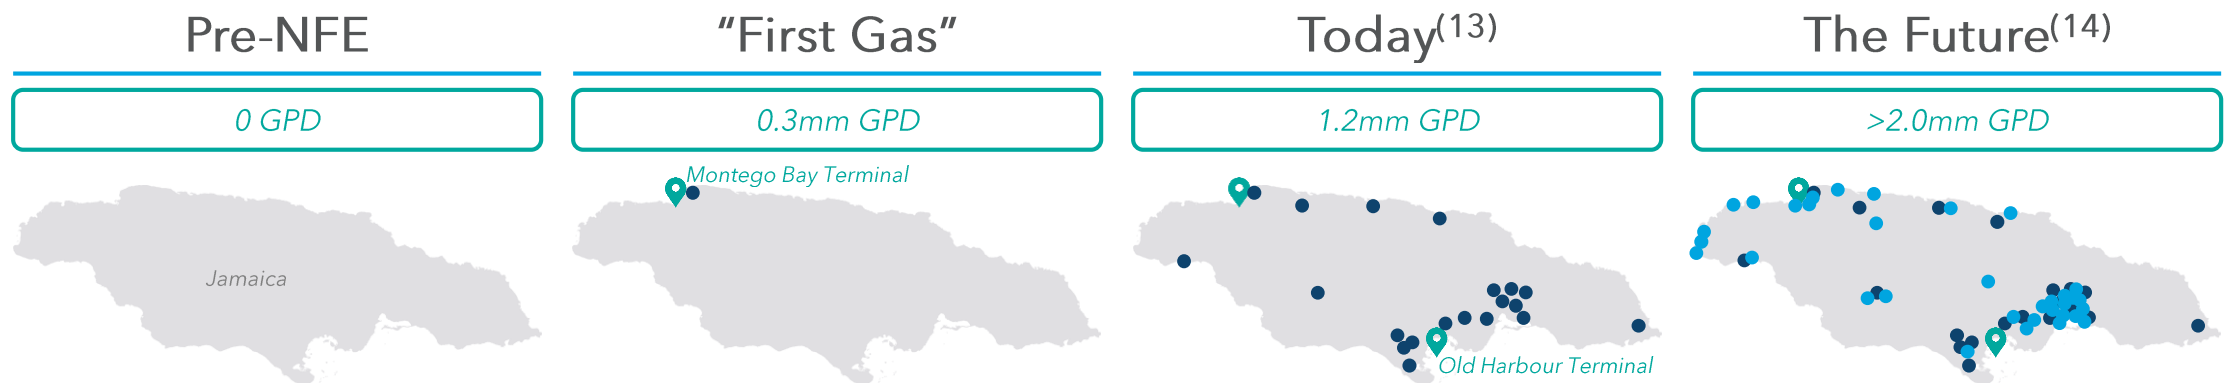 Pre-NFE
0 GPD
Jamaica
“First Gas”
0.3mm GPD
Montego Bay Terminal
Today(13)
1.2mm GPD
Old Harbour Terminal
The Future(14)
>2.0mm GPD